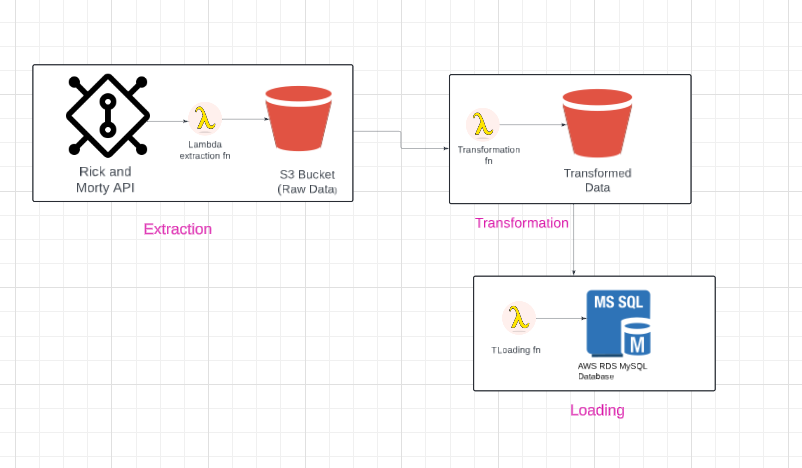 Rick and
Morty API
Lambda
extraction fn
S3 Bucket
(Raw Data)
Extraction
Transformation
fn
Transformed
Data
Transformation
TLoading fn
MS SQL
M
AWS RDS MySQL
Database
Loading